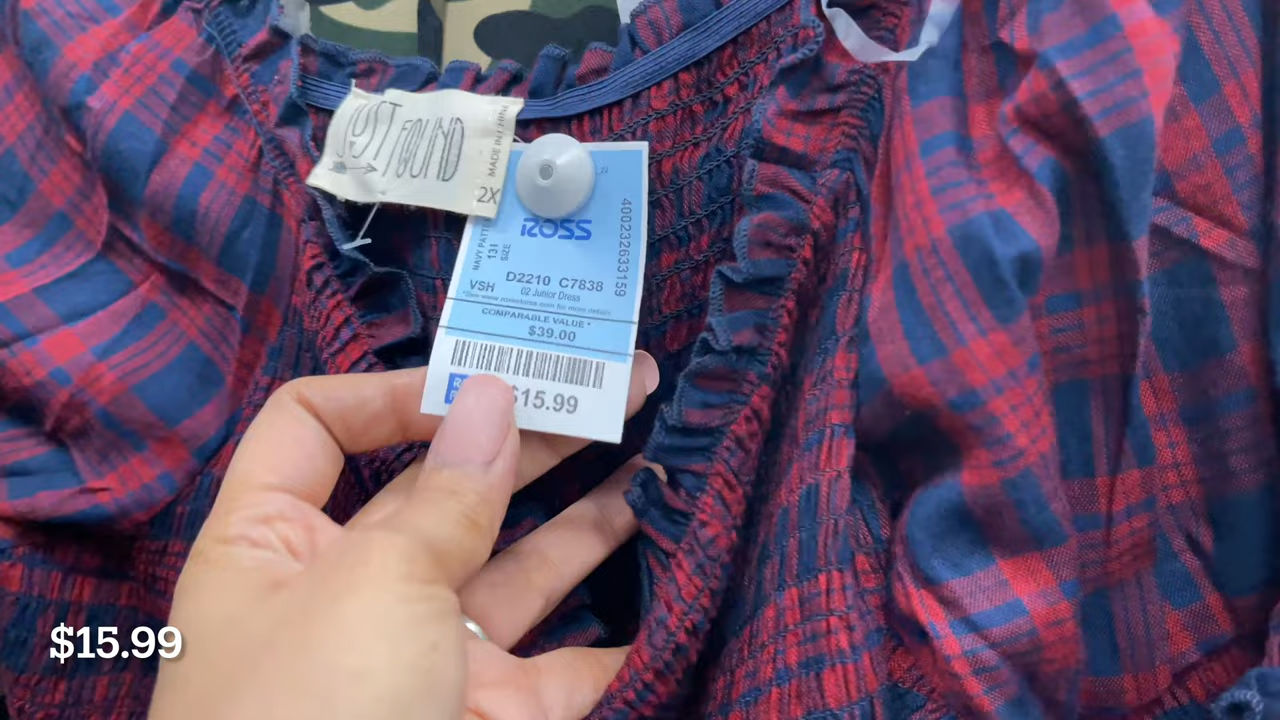 JUST FOUND
MADE IN CHINA
2X
ROSS
400232633159
NAVY PATT
131
SIZE
D2210 C7838
VSH
02 Junior Dress
*See www.rossstores.com for more details
COMPARABLE VALUE*
$39.00
$15.99
$15.99